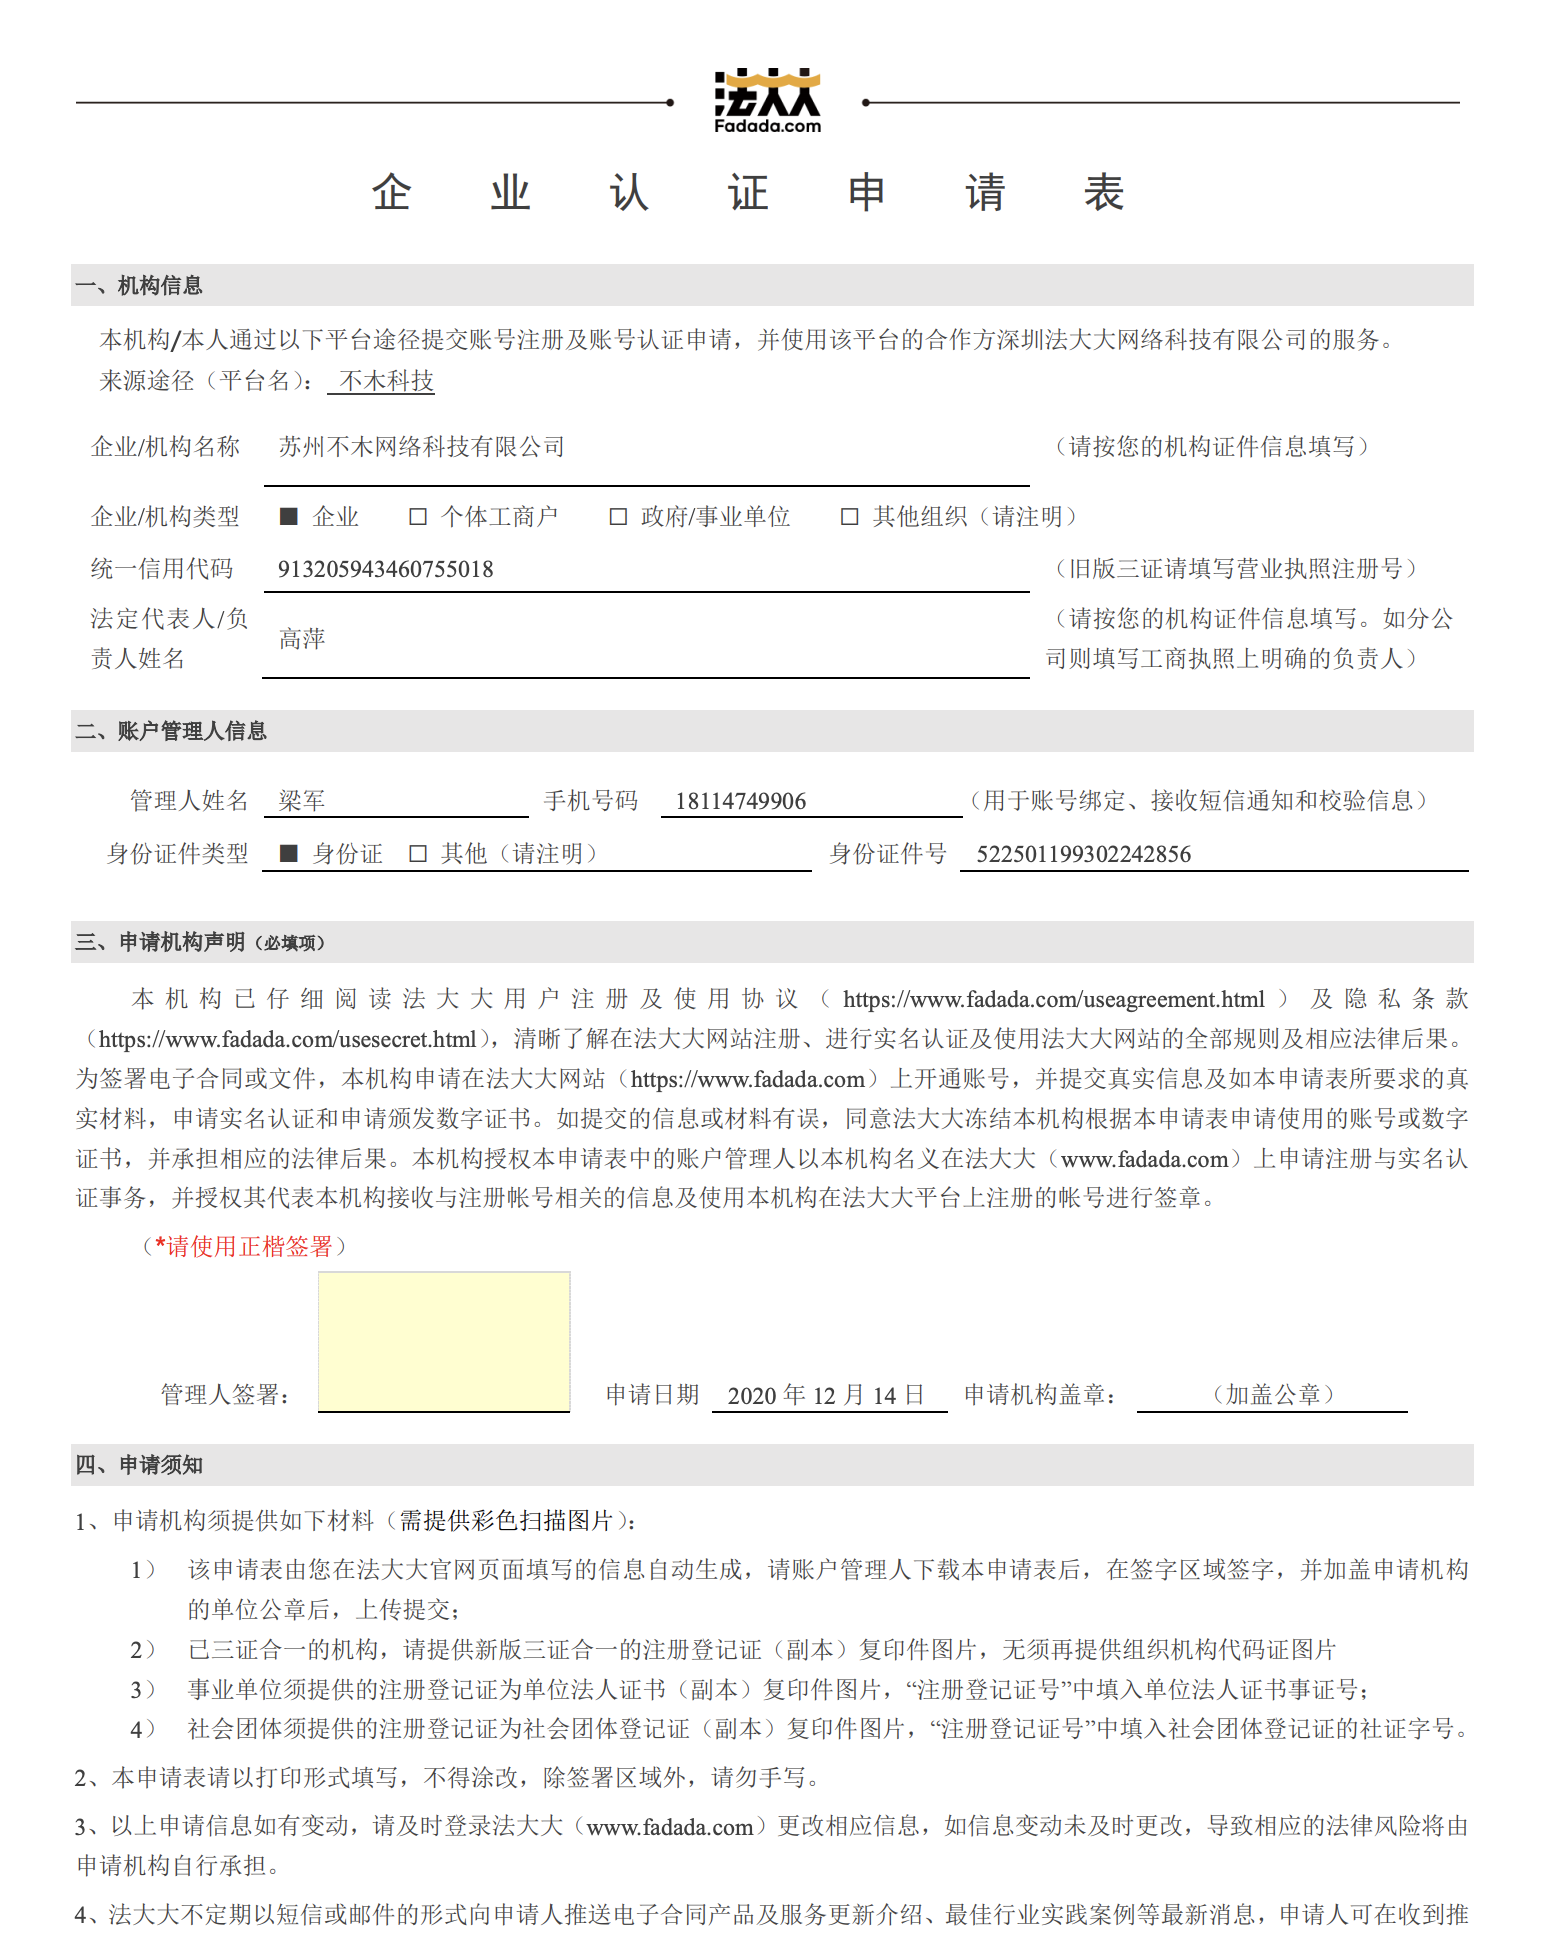 法大大
Fadada.com
企业认证申请表
一、机构信息
本机构/本人通过以下平台途径提交账号注册及账号认证申请，并使用该平台的合作方深圳法大大网络科技有限公司的服务。
来源途径（平台名）： 不木科技
企业/机构名称 苏州不木网络科技有限公司 （请按您的机构证件信息填写）
企业/机构类型 ■ 企业 □ 个体工商户 □ 政府/事业单位 □ 其他组织（请注明）
统一信用代码 913205943460755018 （旧版三证请填写营业执照注册号）
法定代表人/负 （请按您的机构证件信息填写。如分公
高萍
责人姓名 司则填写工商执照上明确的负责人）
二、账户管理人信息
管理人姓名 梁军 手机号码 18114749906 （用于账号绑定、接收短信通知和校验信息）
身份证件类型 ■ 身份证 □ 其他（请注明） 身份证件号 522501199302242856
三、申请机构声明（必填项）
本机构已仔细阅读法大大用户注册及使用协议（https://www.fadada.com/useagreement.html）及隐私条款
（https://www.fadada.com/usesecret.html），清晰了解在法大大网站注册、进行实名认证及使用法大大网站的全部规则及相应法律后果。
为签署电子合同或文件，本机构申请在法大大网站（https://www.fadada.com）上开通账号，并提交真实信息及如本申请表所要求的真
实材料，申请实名认证和申请颁发数字证书。如提交的信息或材料有误，同意法大大冻结本机构根据本申请表申请使用的账号或数字
证书，并承担相应的法律后果。本机构授权本申请表中的账户管理人以本机构名义在法大大（www.fadada.com）上申请注册与实名认
证事务，并授权其代表本机构接收与注册帐号相关的信息及使用本机构在法大大平台上注册的帐号进行签章。
（*请使用正楷签署）
管理人签署： 申请日期 2020 年 12 月 14 日 申请机构盖章： （加盖公章）
四、申请须知
1、申请机构须提供如下材料（需提供彩色扫描图片）：
1） 该申请表由您在法大大官网页面填写的信息自动生成，请账户管理人下载本申请表后，在签字区域签字，并加盖申请机构
的单位公章后，上传提交；
2） 已三证合一的机构，请提供新版三证合一的注册登记证（副本）复印件图片，无须再提供组织机构代码证图片
3） 事业单位须提供的注册登记证为单位法人证书（副本）复印件图片，“注册登记证号”中填入单位法人证书事证号；
4） 社会团体须提供的注册登记证为社会团体登记证（副本）复印件图片，“注册登记证号”中填入社会团体登记证的社证字号。
2、本申请表请以打印形式填写，不得涂改，除签署区域外，请勿手写。
3、以上申请信息如有变动，请及时登录法大大（www.fadada.com）更改相应信息，如信息变动未及时更改，导致相应的法律风险将由
申请机构自行承担。
4、法大大不定期以短信或邮件的形式向申请人推送电子合同产品及服务更新介绍、最佳行业实践案例等最新消息，申请人可在收到推